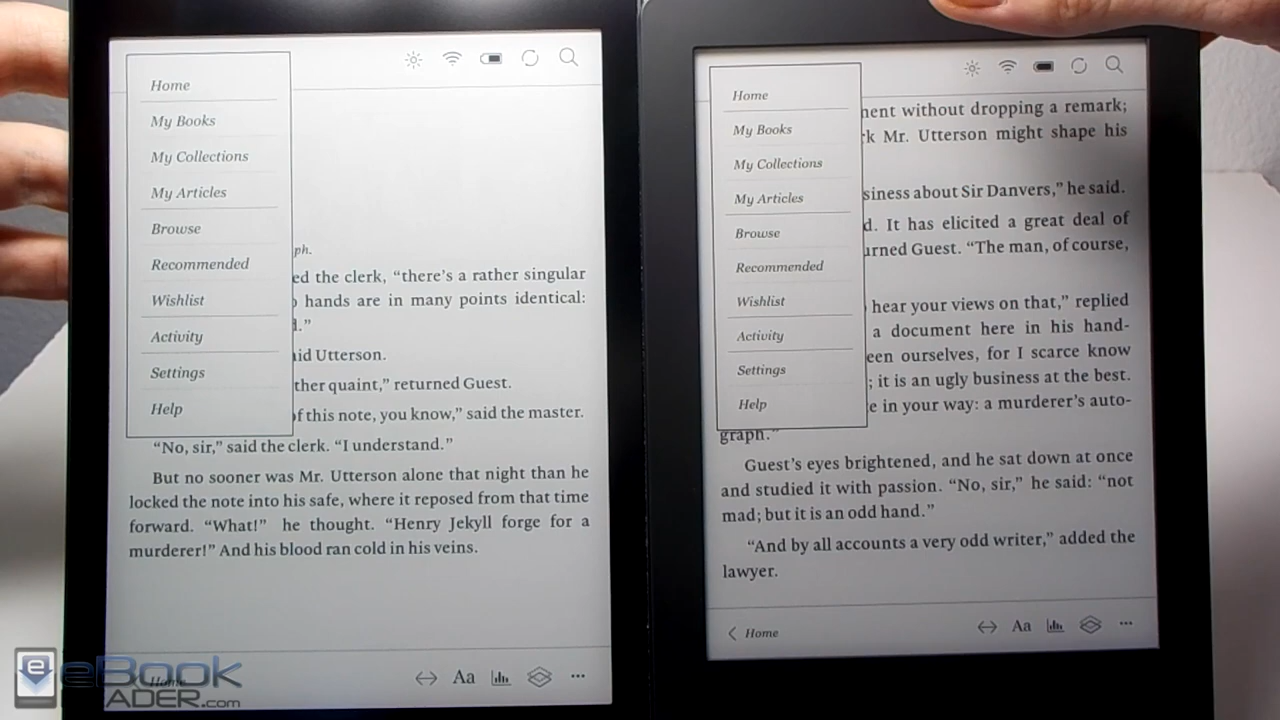 Home
My Books
My Collections
My Articles
Browse
Recommended
Wishlist
Activity
Settings
Help
ph.
ed the clerk, “there’s a rather singular
hands are in many points identical:
.”
aid Utterson.
ther quaint,” returned Guest.
of this note, you know,” said the master.
“No, sir,” said the clerk. “I understand.”
But no sooner was Mr. Utterson alone that night than he
locked the note into his safe, where it reposed from that time
forward. “What!” he thought. “Henry Jekyll forge for a
murderer!” And his blood ran cold in his veins.
Home
Aa
Home
My Books
My Collections
My Articles
Browse
Recommended
Wishlist
Activity
Settings
Help
nent without dropping a remark;
k Mr. Utterson might shape his
siness about Sir Danvers,” he said.
d. It has elicited a great deal of
urned Guest. “The man, of course,
hear your views on that,” replied
a document here in his hand-
een ourselves, for I scarce know
; it is an ugly business at the best.
e in your way: a murderer’s auto-
graph.”
Guest’s eyes brightened, and he sat down at once
and studied it with passion. “No, sir,” he said: “not
mad; but it is an odd hand.”
“And by all accounts a very odd writer,” added the
lawyer.
Home
Aa
eBook
READER.com